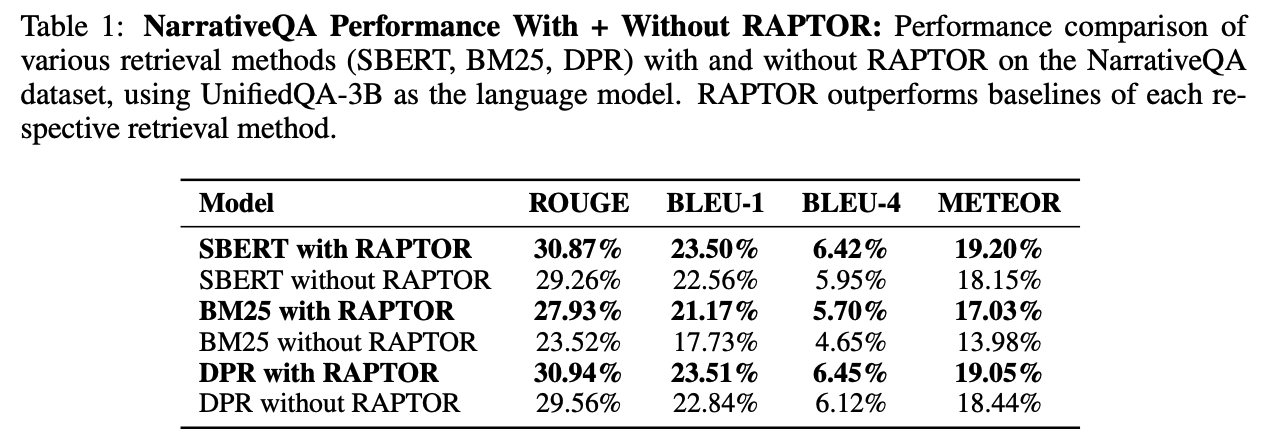 Table 1: NarrativeQA Performance With + Without RAPTOR: Performance comparison of
various retrieval methods (SBERT, BM25, DPR) with and without RAPTOR on the NarrativeQA
dataset, using UnifiedQA-3B as the language model. RAPTOR outperforms baselines of each re-
spective retrieval method.
Model ROUGE BLEU-1 BLEU-4 METEOR
SBERT with RAPTOR 30.87% 23.50% 6.42% 19.20%
SBERT without RAPTOR 29.26% 22.56% 5.95% 18.15%
BM25 with RAPTOR 27.93% 21.17% 5.70% 17.03%
BM25 without RAPTOR 23.52% 17.73% 4.65% 13.98%
DPR with RAPTOR 30.94% 23.51% 6.45% 19.05%
DPR without RAPTOR 29.56% 22.84% 6.12% 18.44%